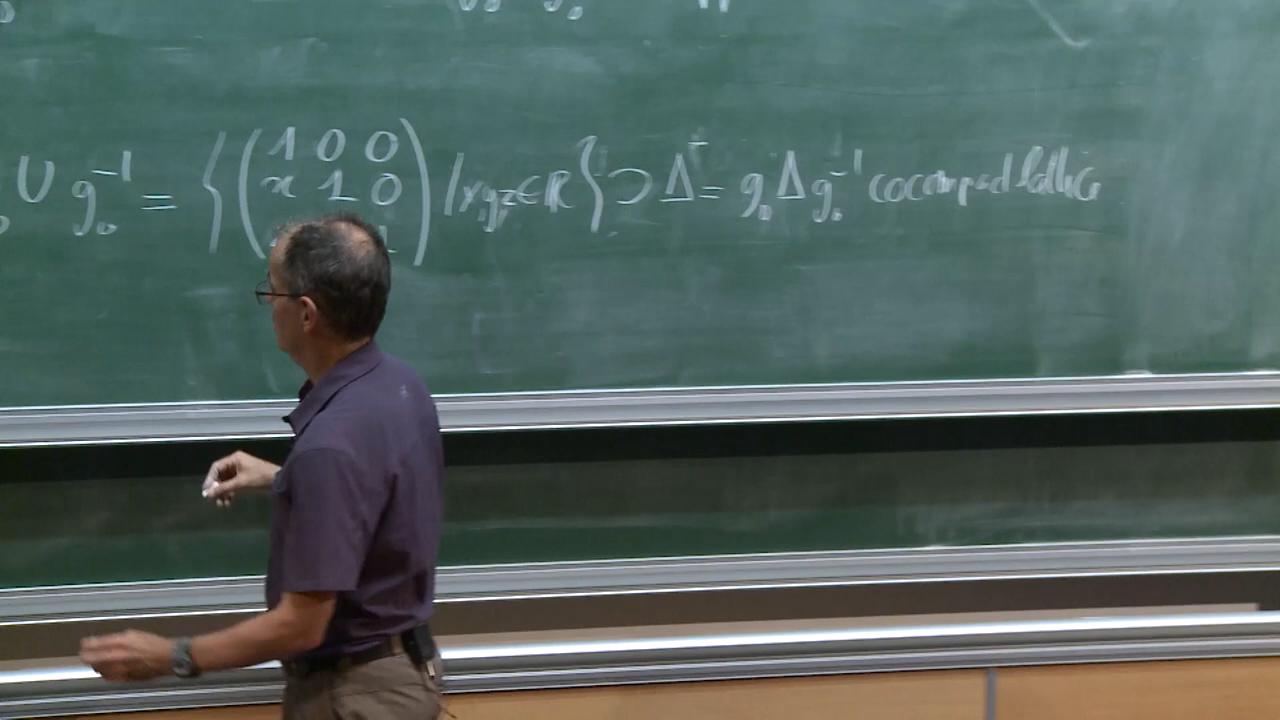 U g₀⁻¹ = { ( 1 0 0
x 1 0
1 ) / x, y, z ∈ ℝ } ⊃ Δ⁻ = g₀ Δ g₀⁻¹ cocompact lattice